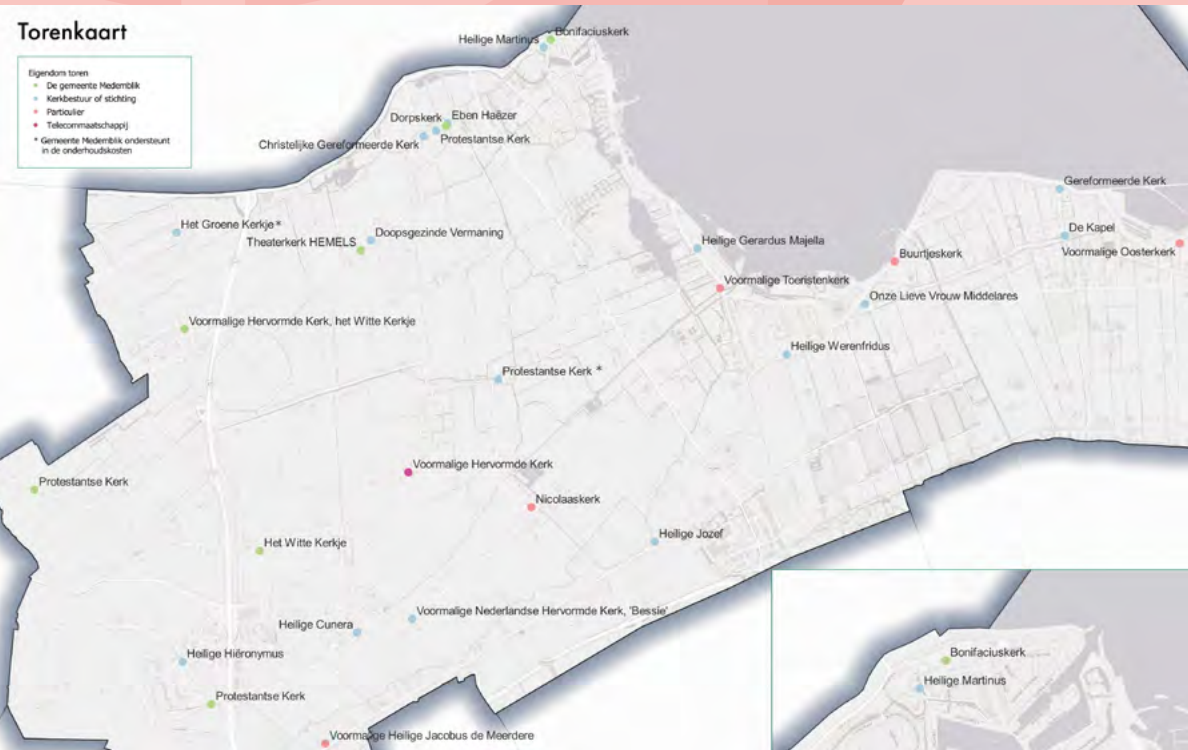 Torenkaart
Eigendom toren
De gemeente Medemblik
Kerkbestuur of stichting
Particulier
Telecommaatschappij
* Gemeente Medemblik ondersteunt
in de onderhoudskosten
Heilige Martinus
Bonifaciuskerk
Dorpskerk
Eben Haëzer
Christelijke Gereformeerde Kerk
Protestantse Kerk
Gereformeerde Kerk
Het Groene Kerkje*
Doopsgezinde Vermaning
Theaterkerk HEMELS
Heilige Gerardus Majella
De Kapel
Buurtjeskerk
Voormalige Oosterkerk
Voormalige Toeristenkerk
Onze Lieve Vrouw Middelares
Voormalige Hervormde Kerk, het Witte Kerkje
Heilige Werenfridus
Protestantse Kerk *
Voormalige Hervormde Kerk
Protestantse Kerk
Nicolaaskerk
Heilige Jozef
Het Witte Kerkje
Voormalige Nederlandse Hervormde Kerk, 'Bessie'
Heilige Cunera
Heilige Hiëronymus
Protestantse Kerk
Voormalige Heilige Jacobus de Meerdere
Bonifaciuskerk
Heilige Martinus